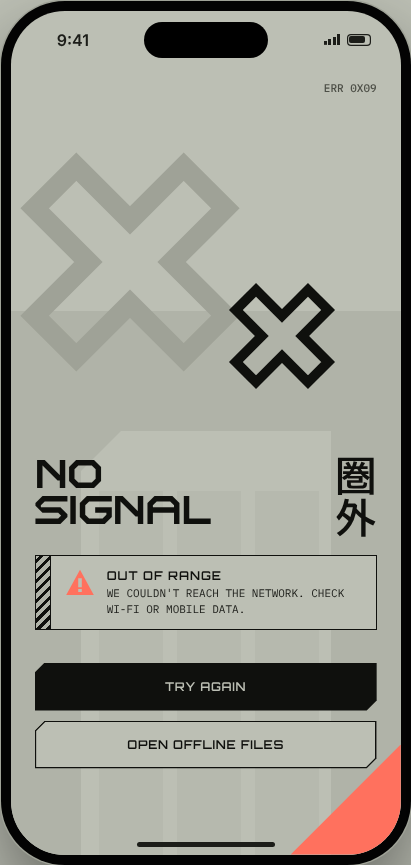 9:41
ERR 0X09
NO
SIGNAL
圏外
OUT OF RANGE
WE COULDN'T REACH THE NETWORK. CHECK
WI-FI OR MOBILE DATA.
TRY AGAIN
OPEN OFFLINE FILES